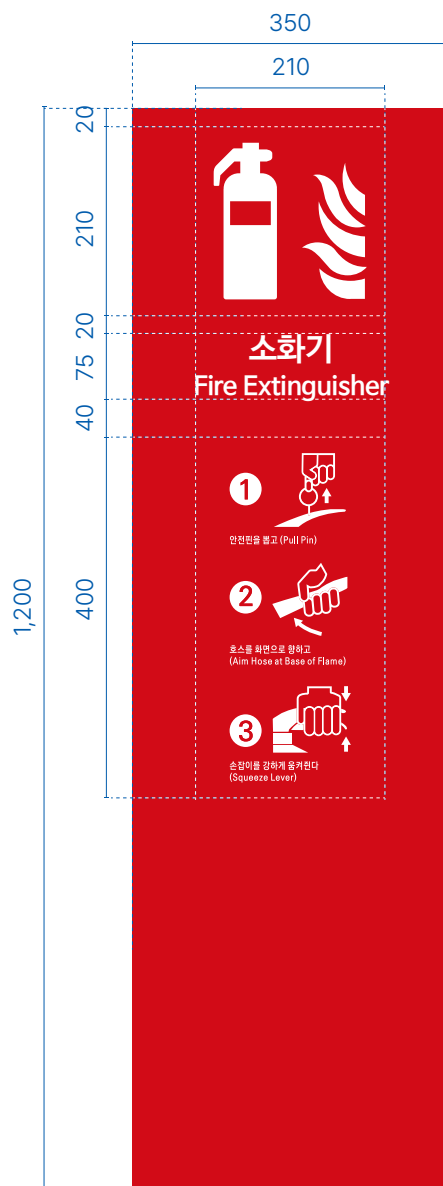 350
210
20
210
20
75
40
400
1,200
소화기
Fire Extinguisher
1
안전핀을 뽑고 (Pull Pin)
2
호스를 화면으로 향하고
(Aim Hose at Base of Flame)
3
손잡이를 강하게 움켜쥔다
(Squeeze Lever)